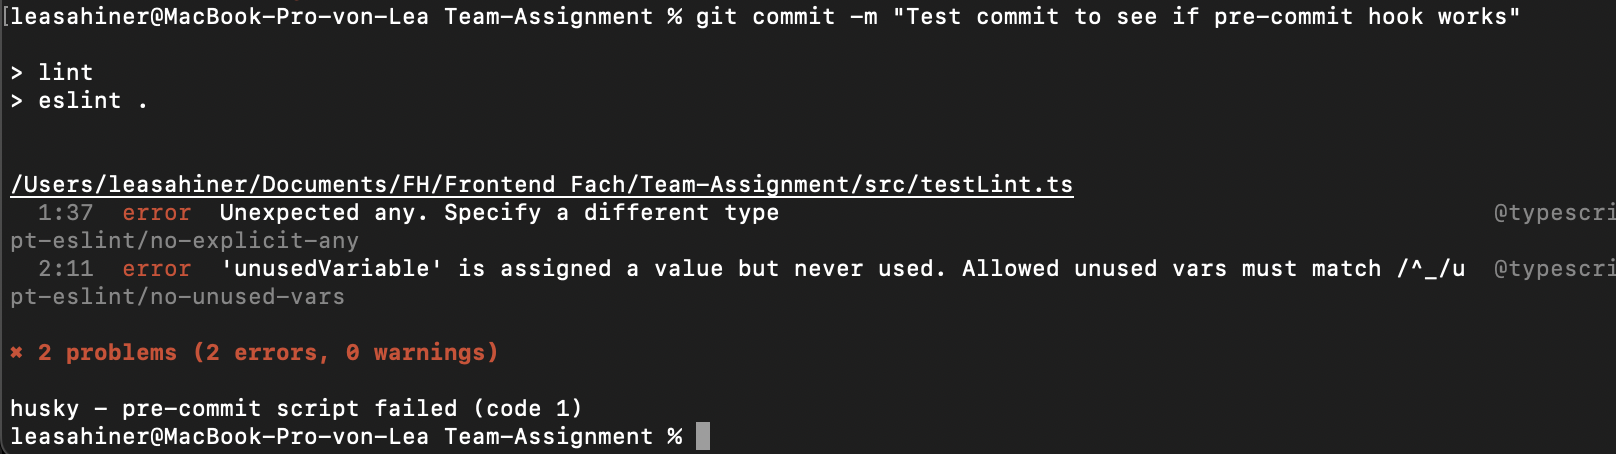 [leasahiner@MacBook-Pro-von-Lea Team-Assignment % git commit -m "Test commit to see if pre-commit hook works"
> lint
> eslint .
/Users/leasahiner/Documents/FH/Frontend Fach/Team-Assignment/src/testLint.ts
1:37 error Unexpected any. Specify a different type @typescri
pt-eslint/no-explicit-any
2:11 error 'unusedVariable' is assigned a value but never used. Allowed unused vars must match /^_/u @typescri
pt-eslint/no-unused-vars
✖ 2 problems (2 errors, 0 warnings)
husky - pre-commit script failed (code 1)
leasahiner@MacBook-Pro-von-Lea Team-Assignment %